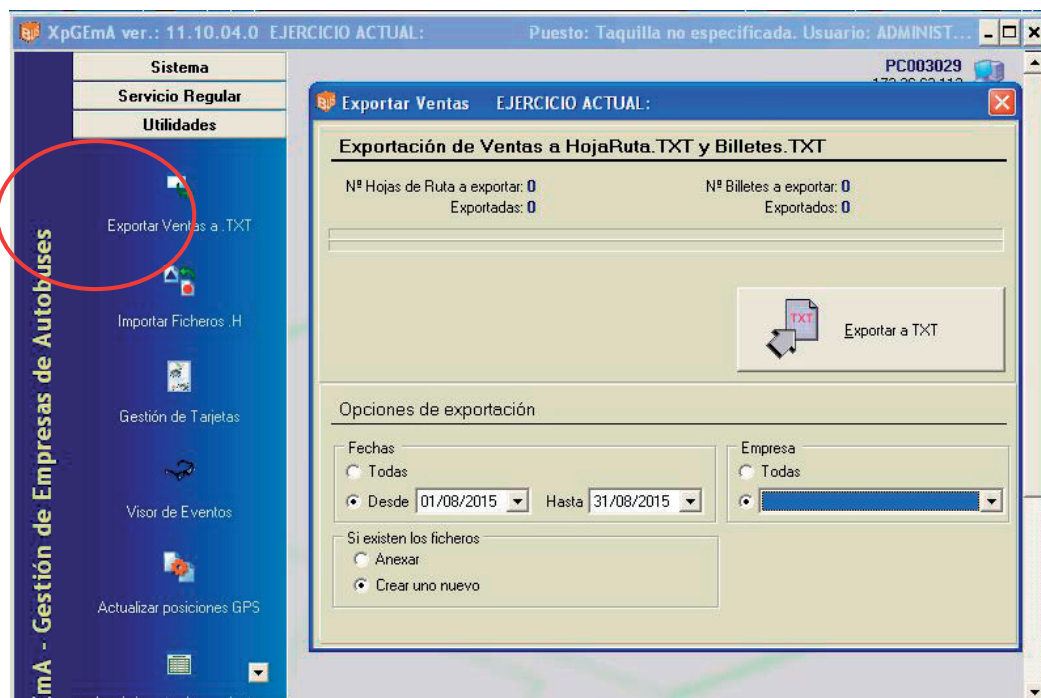 XpGEmA ver.: 11.10.04.0 EJERCICIO ACTUAL: Puesto: Taquilla no especificada. Usuario: ADMINIST...
Sistema
Servicio Regular
Utilidades
PC003029
Exportar Ventas a .TXT
Importar Ficheros .H
Gestión de Tarjetas
Visor de Eventos
Actualizar posiciones GPS
mA - Gestión de Empresas de Autobuses
Exportar Ventas EJERCICIO ACTUAL:
Exportación de Ventas a HojaRuta.TXT y Billetes.TXT
Nº Hojas de Ruta a exportar: 0 Nº Billetes a exportar: 0
Exportadas: 0 Exportados: 0
TXT
Exportar a TXT
Opciones de exportación
Fechas
Todas
Desde 01/08/2015 Hasta 31/08/2015
Empresa
Todas
Si existen los ficheros
Anexar
Crear uno nuevo